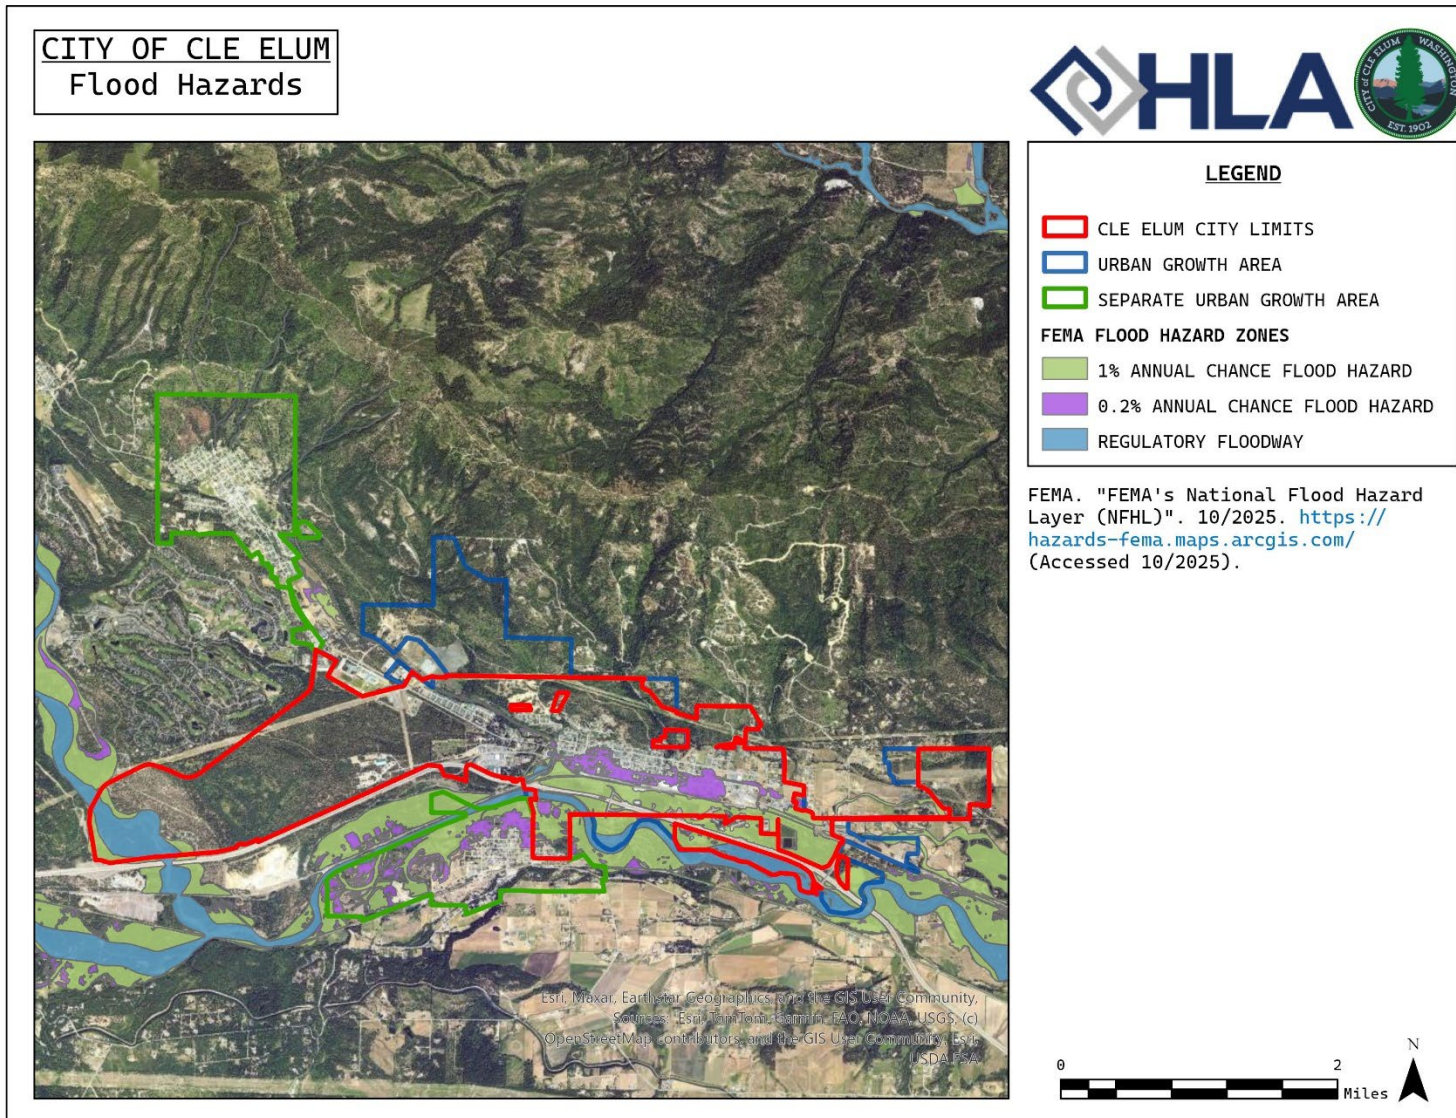 CITY OF CLE ELUM
Flood Hazards
HLA
CITY of CLE ELUM WASHINGTON
EST. 1902
LEGEND
CLE ELUM CITY LIMITS
URBAN GROWTH AREA
SEPARATE URBAN GROWTH AREA
FEMA FLOOD HAZARD ZONES
1% ANNUAL CHANCE FLOOD HAZARD
0.2% ANNUAL CHANCE FLOOD HAZARD
REGULATORY FLOODWAY
FEMA. "FEMA's National Flood Hazard
Layer (NFHL)". 10/2025. https://
hazards-fema.maps.arcgis.com/
(Accessed 10/2025).
Esri, Maxar, Earthstar Geographics, and the GIS User Community,
Sources: Esri, TomTom, Garmin, FAO, NOAA, USGS, (c)
OpenStreetMap contributors, and the GIS User Community, Esri,
USDA FSA
0 2
Miles
N